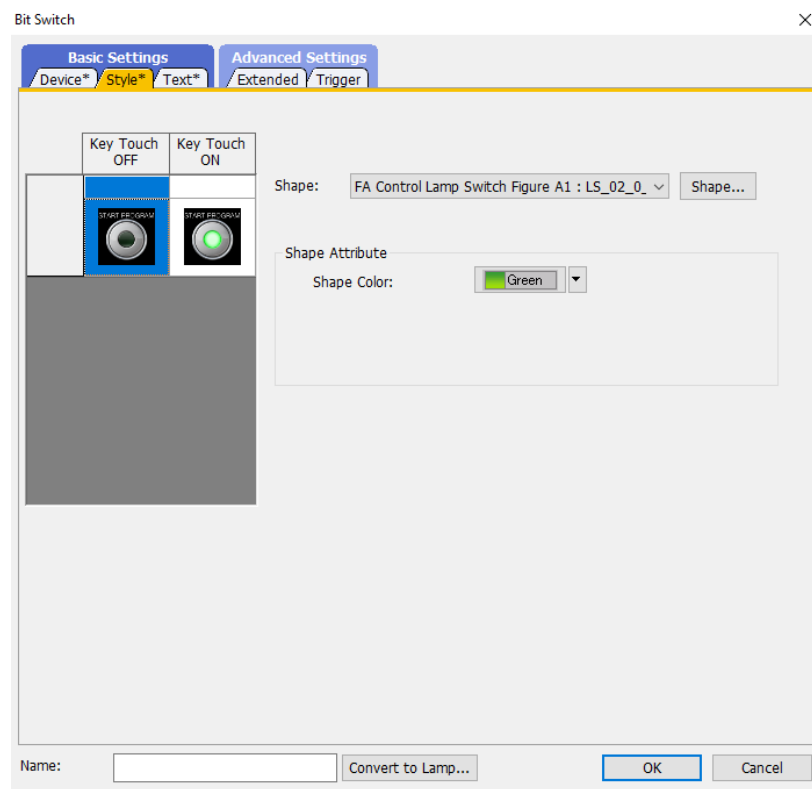 Bit Switch
Basic Settings
Advanced Settings
Device*
Style*
Text*
Extended
Trigger
Key Touch OFF
Key Touch ON
START PROGRAM
START PROGRAM
Shape:
FA Control Lamp Switch Figure A1 : LS_02_0_
Shape...
Shape Attribute
Shape Color:
Green
Name:
Convert to Lamp...
OK
Cancel